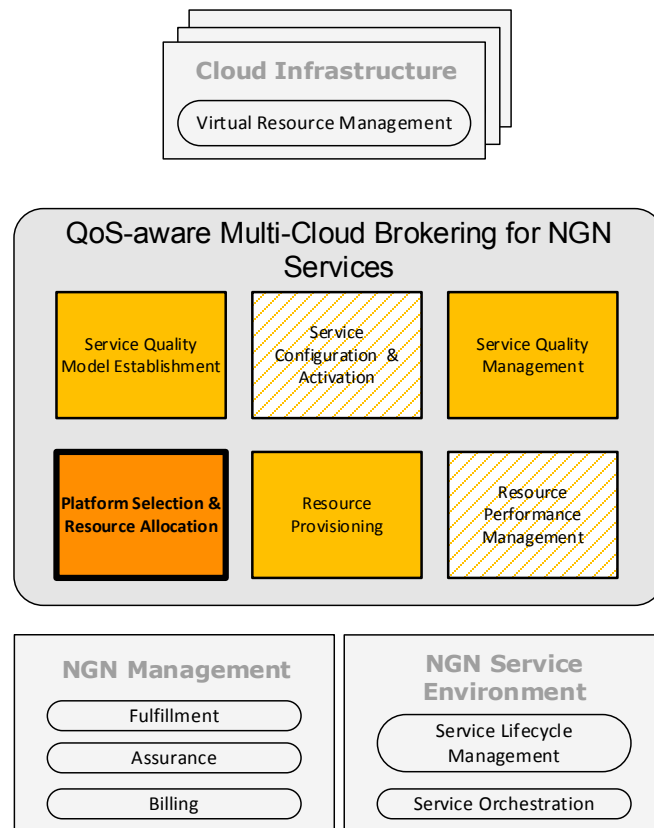 Cloud Infrastructure
Virtual Resource Management
QoS-aware Multi-Cloud Brokering for NGN
Services
Service Quality
Model Establishment
Service
Configuration &
Activation
Service Quality
Management
Platform Selection &
Resource Allocation
Resource
Provisioning
Resource
Performance
Management
NGN Management
Fulfillment
Assurance
Billing
NGN Service
Environment
Service Lifecycle
Management
Service Orchestration